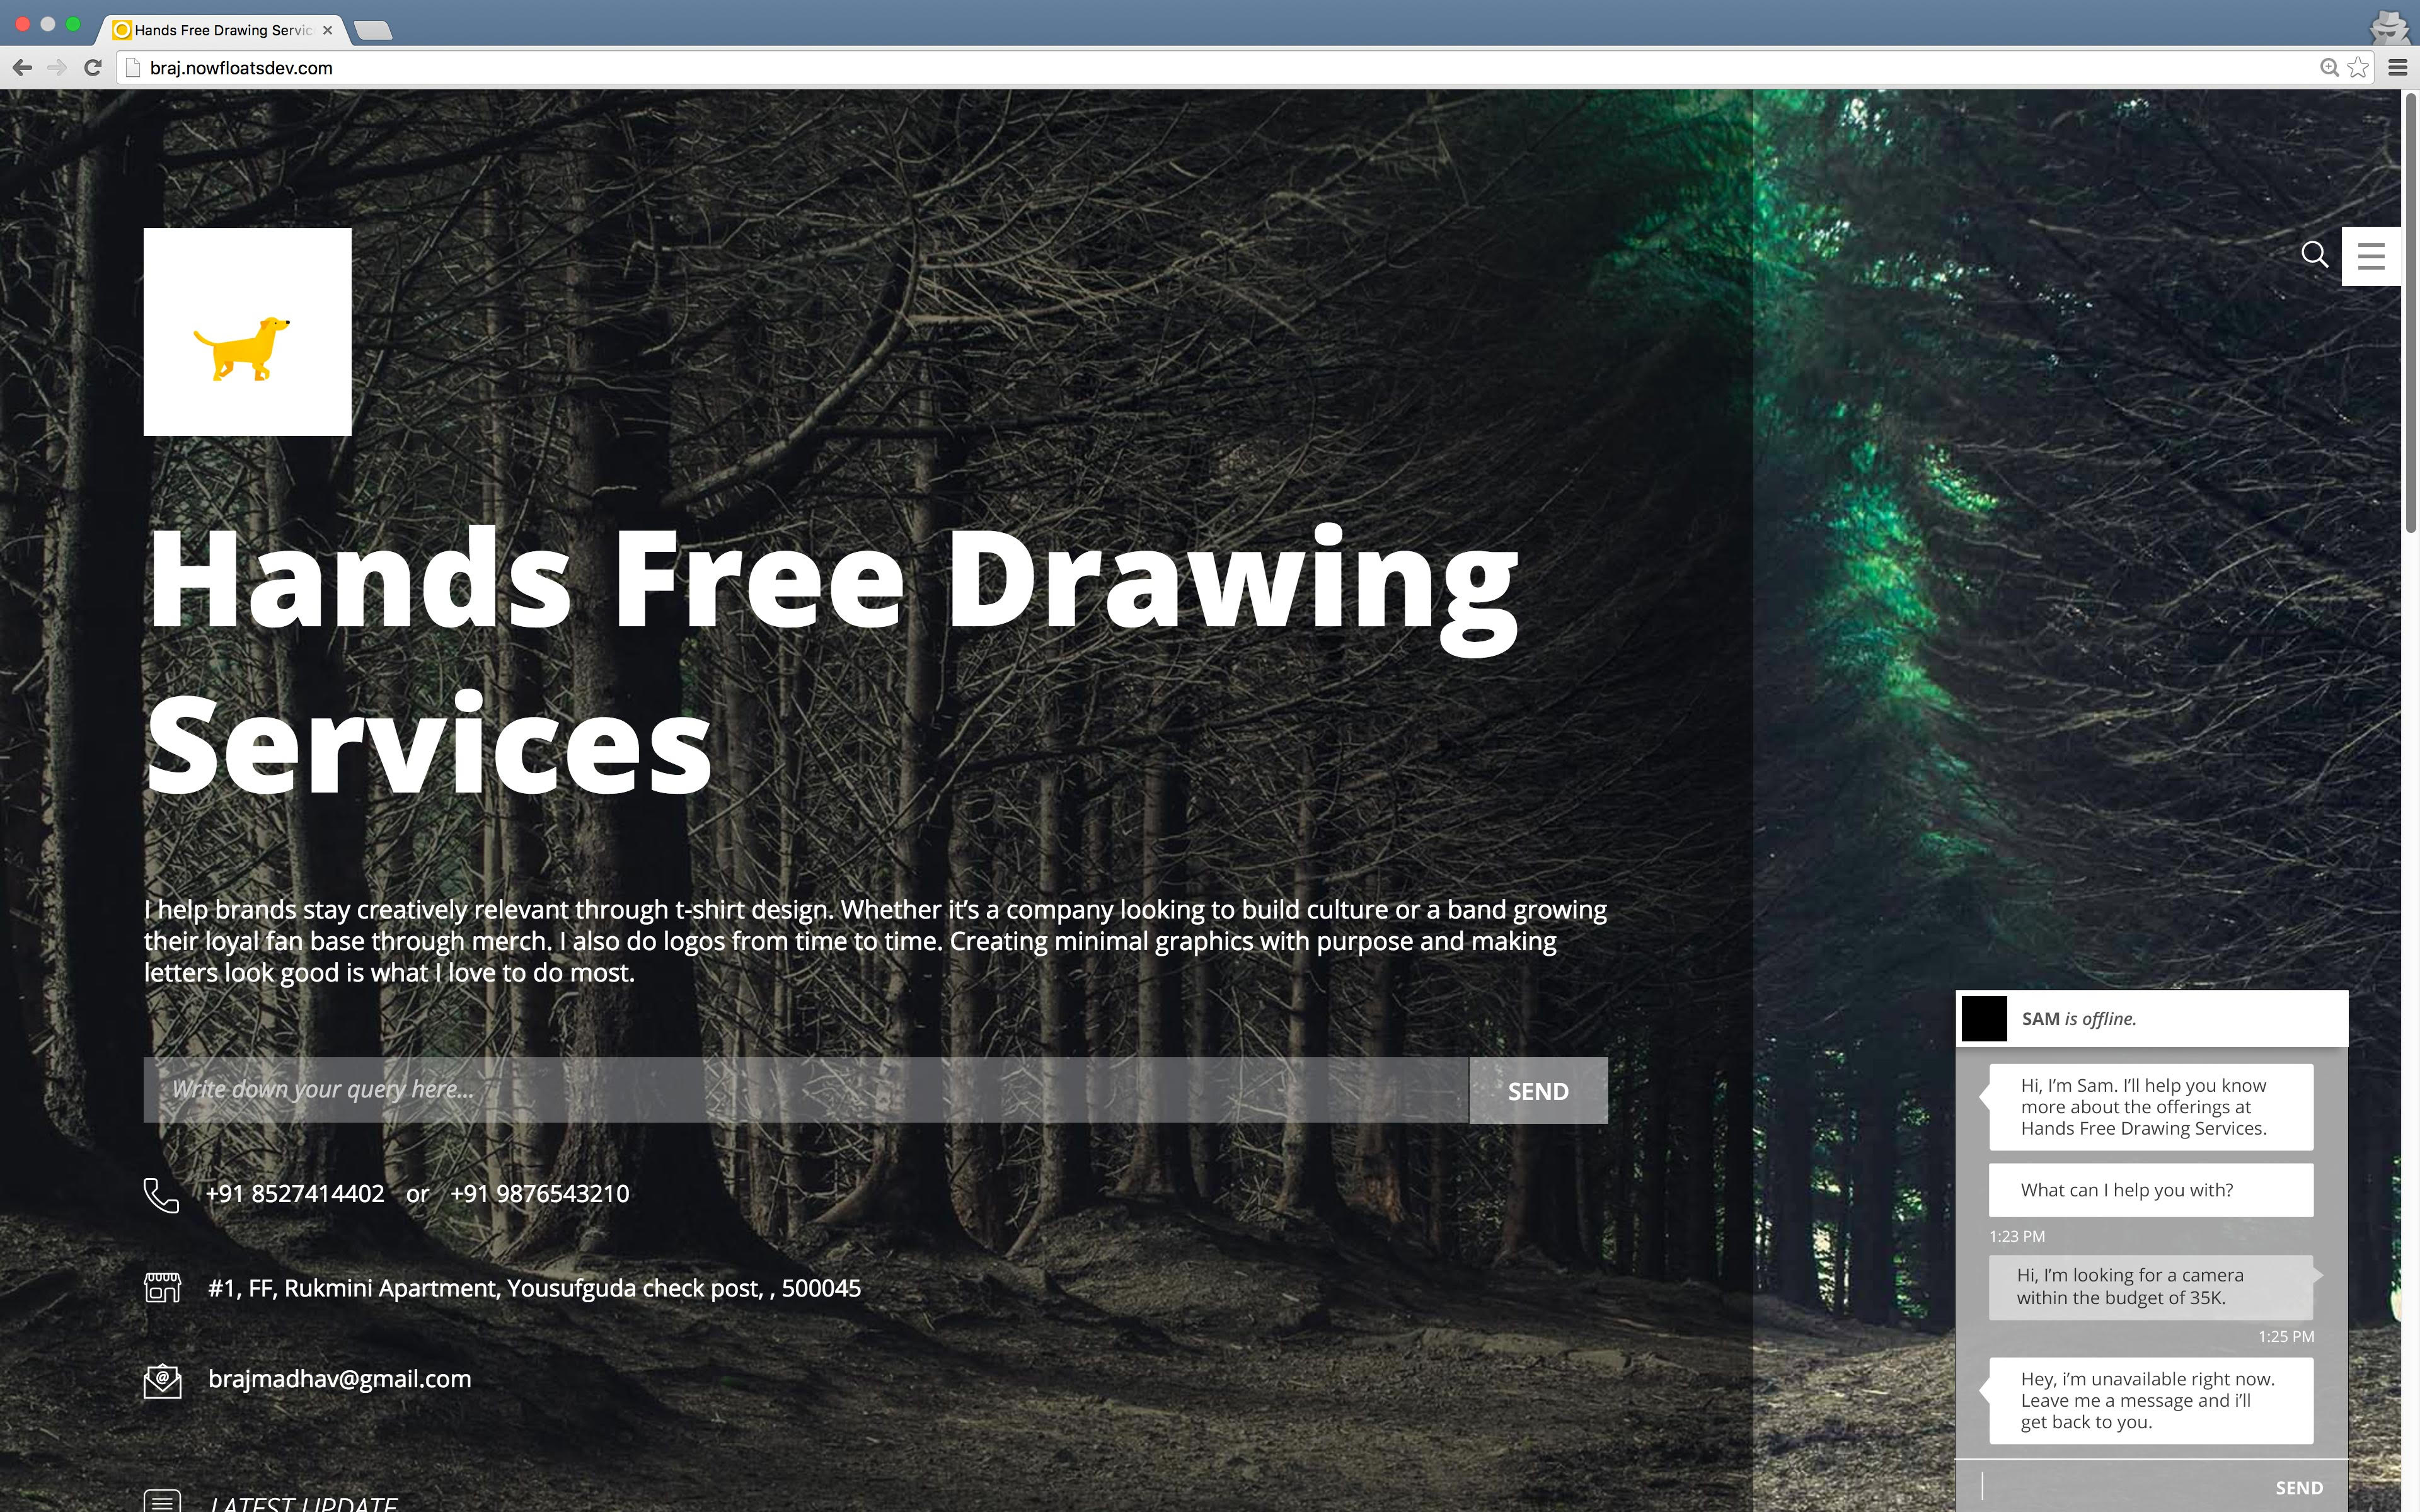 Hands Free Drawing Servic
braj.nowfloatsdev.com
Hands Free Drawing
Services
I help brands stay creatively relevant through t-shirt design. Whether it's a company looking to build culture or a band growing
their loyal fan base through merch. I also do logos from time to time. Creating minimal graphics with purpose and making
letters look good is what I love to do most.
Write down your query here...
SEND
+91 8527414402 or +91 9876543210
#1, FF, Rukmini Apartment, Yousufguda check post, , 500045
brajmadhav@gmail.com
LATEST UPDATE
SAM is offline.
Hi, I'm Sam. I'll help you know
more about the offerings at
Hands Free Drawing Services.
What can I help you with?
1:23 PM
Hi, I'm looking for a camera
within the budget of 35K.
1:25 PM
Hey, i'm unavailable right now.
Leave me a message and i'll
get back to you.
SEND